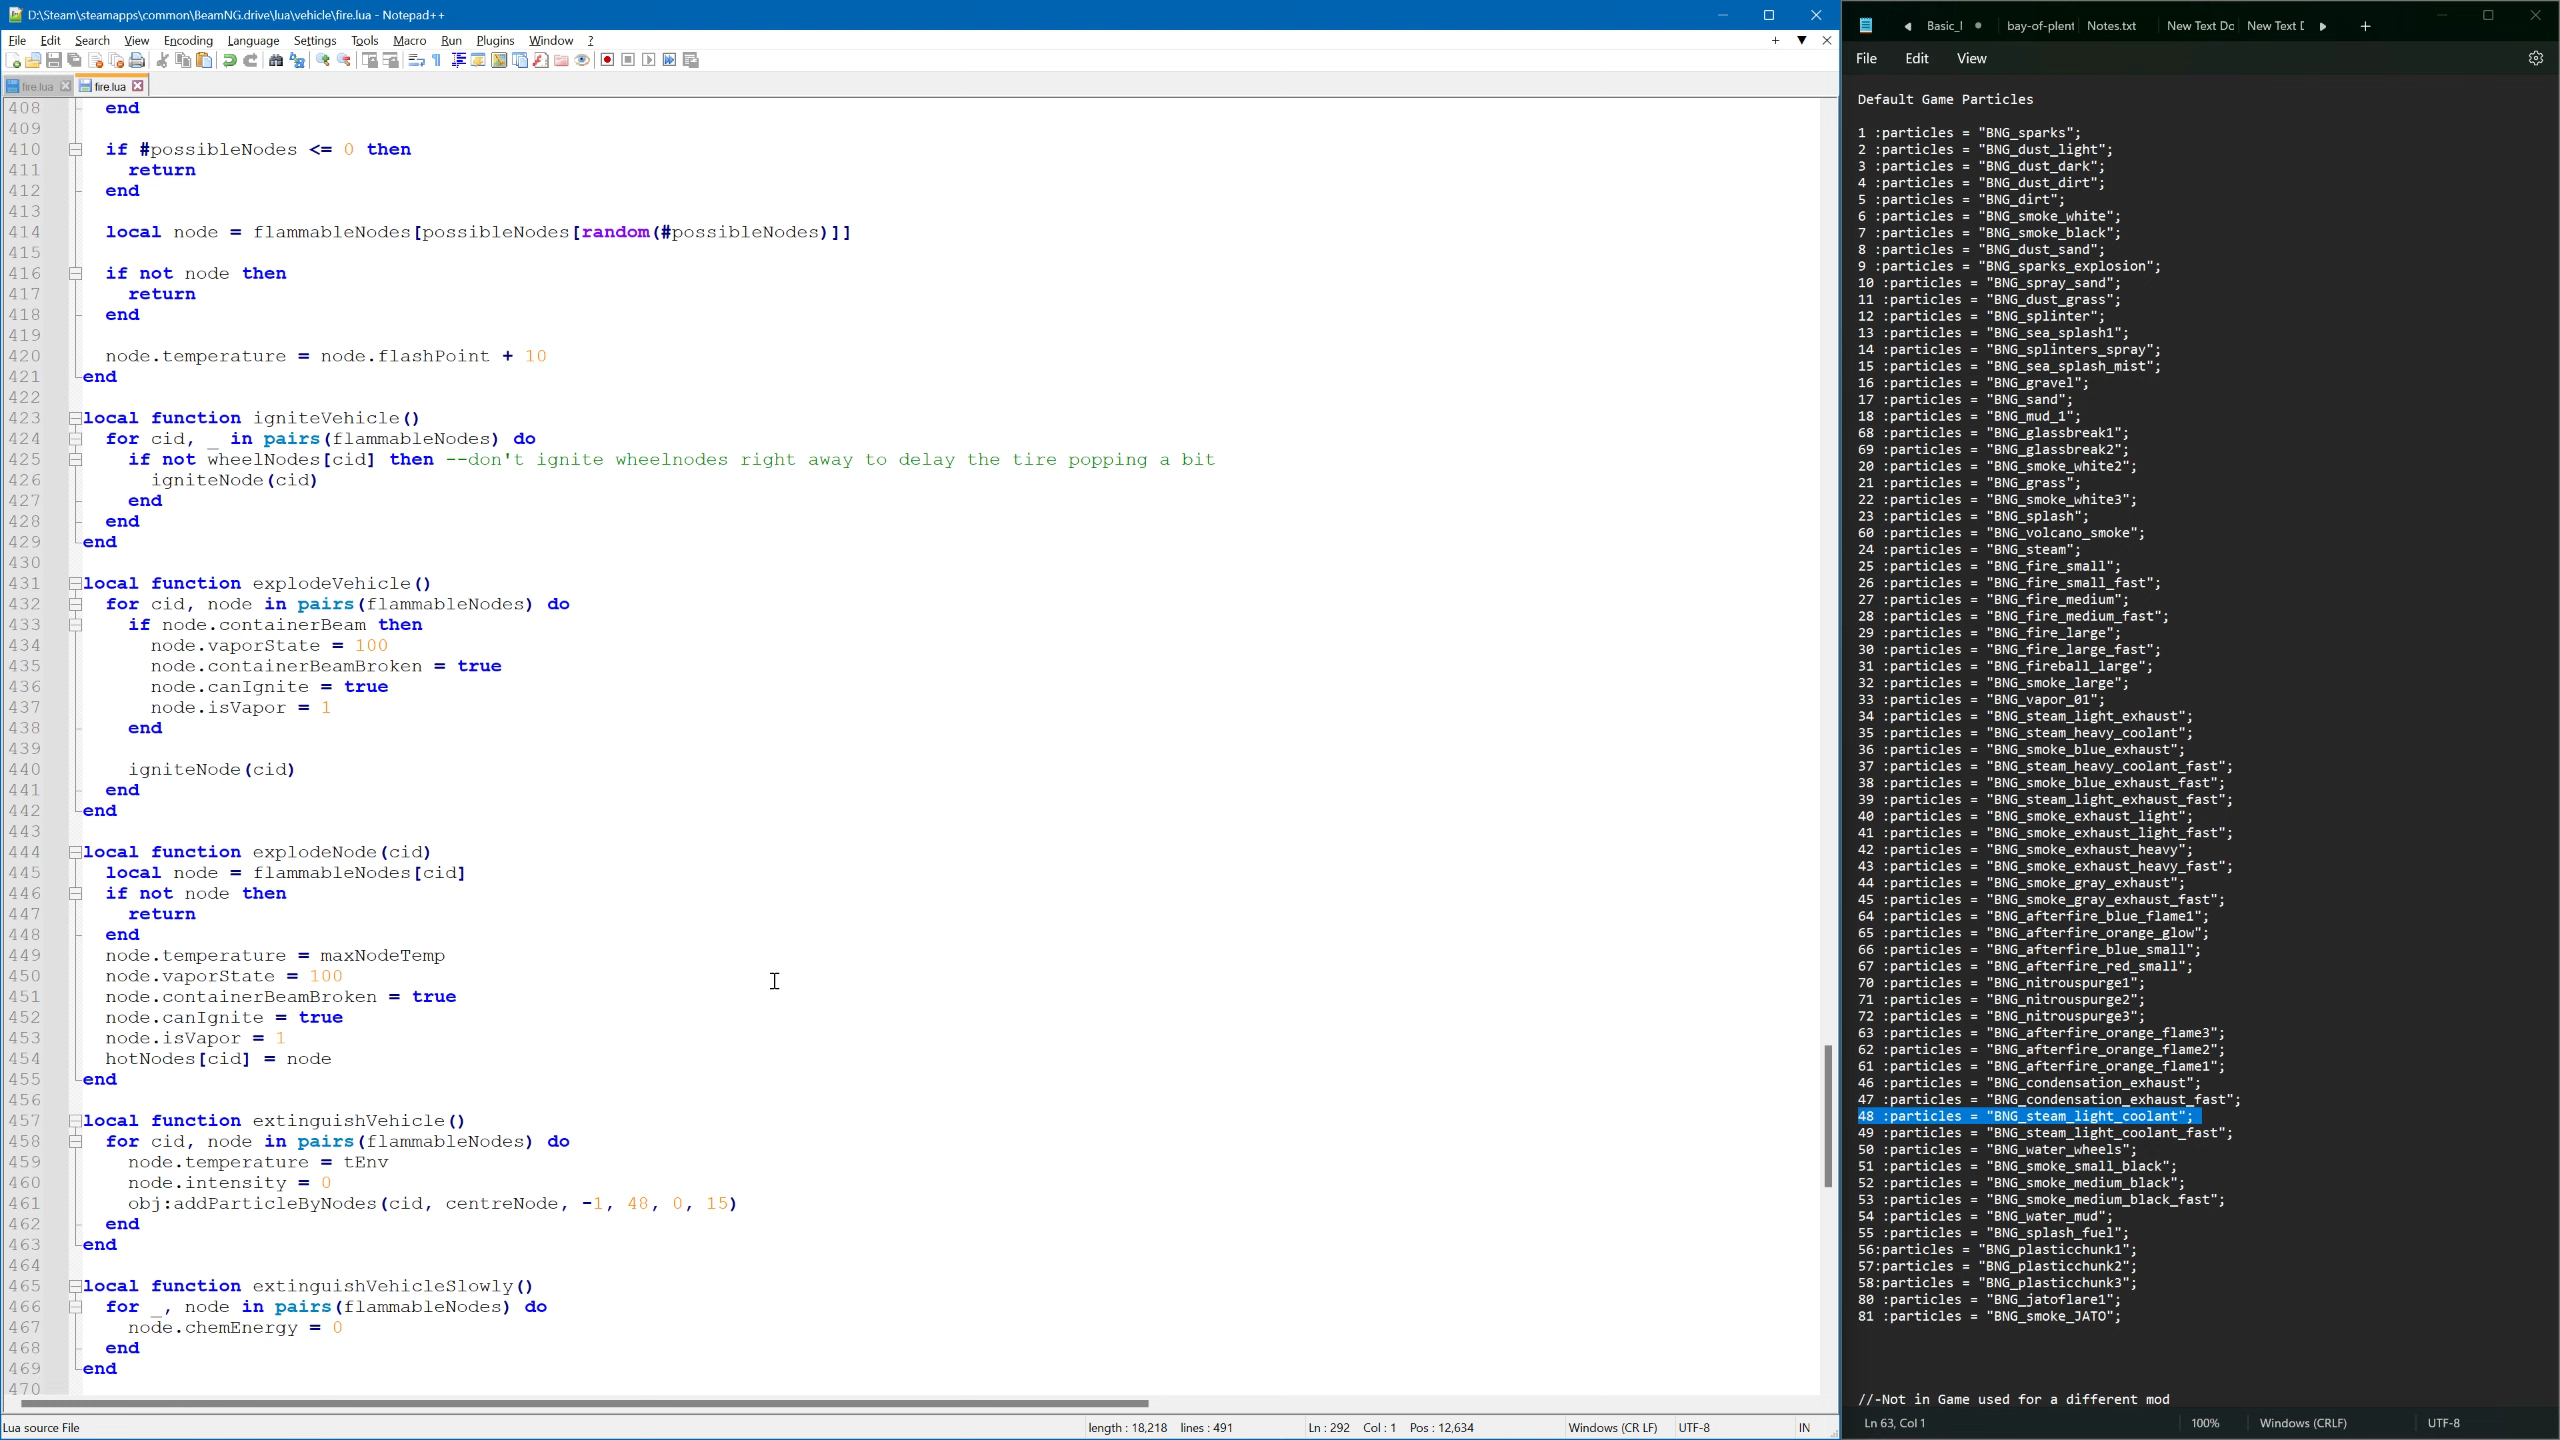 D:\Steam\steamapps\common\BeamNG.drive\lua\vehicle\fire.lua - Notepad++
File Edit Search View Encoding Language Settings Tools Macro Run Plugins Window ?
fire.lua fire.lua
408 end
409
410 if #possibleNodes <= 0 then
411 return
412 end
413
414 local node = flammableNodes[possibleNodes[random(#possibleNodes)]]
415
416 if not node then
417 return
418 end
419
420 node.temperature = node.flashPoint + 10
421 end
422
423 local function igniteVehicle()
424 for cid, _ in pairs(flammableNodes) do
425 if not wheelNodes[cid] then --don't ignite wheelnodes right away to delay the tire popping a bit
426 igniteNode(cid)
427 end
428 end
429 end
430
431 local function explodeVehicle()
432 for cid, node in pairs(flammableNodes) do
433 if node.containerBeam then
434 node.vaporState = 100
435 node.containerBeamBroken = true
436 node.canIgnite = true
437 node.isVapor = 1
438 end
439
440 igniteNode(cid)
441 end
442 end
443
444 local function explodeNode(cid)
445 local node = flammableNodes[cid]
446 if not node then
447 return
448 end
449 node.temperature = maxNodeTemp
450 node.vaporState = 100
451 node.containerBeamBroken = true
452 node.canIgnite = true
453 node.isVapor = 1
454 hotNodes[cid] = node
455 end
456
457 local function extinguishVehicle()
458 for cid, node in pairs(flammableNodes) do
459 node.temperature = tEnv
460 node.intensity = 0
461 obj:addParticleByNodes(cid, centreNode, -1, 48, 0, 15)
462 end
463 end
464
465 local function extinguishVehicleSlowly()
466 for _, node in pairs(flammableNodes) do
467 node.chemEnergy = 0
468 end
469 end
470
Lua source File length : 18,218 lines : 491 Ln : 292 Col : 1 Pos : 12,634 Windows (CR LF) UTF-8 IN
Basic_l bay-of-plent Notes.txt New Text Do New Text D
File Edit View
Default Game Particles
1 :particles = "BNG_sparks";
2 :particles = "BNG_dust_light";
3 :particles = "BNG_dust_dark";
4 :particles = "BNG_dust_dirt";
5 :particles = "BNG_dirt";
6 :particles = "BNG_smoke_white";
7 :particles = "BNG_smoke_black";
8 :particles = "BNG_dust_sand";
9 :particles = "BNG_sparks_explosion";
10 :particles = "BNG_spray_sand";
11 :particles = "BNG_dust_grass";
12 :particles = "BNG_splinter";
13 :particles = "BNG_sea_splash1";
14 :particles = "BNG_splinters_spray";
15 :particles = "BNG_sea_splash_mist";
16 :particles = "BNG_gravel";
17 :particles = "BNG_sand";
18 :particles = "BNG_mud_1";
68 :particles = "BNG_glassbreak1";
69 :particles = "BNG_glassbreak2";
20 :particles = "BNG_smoke_white2";
21 :particles = "BNG_grass";
22 :particles = "BNG_smoke_white3";
23 :particles = "BNG_splash";
60 :particles = "BNG_volcano_smoke";
24 :particles = "BNG_steam";
25 :particles = "BNG_fire_small";
26 :particles = "BNG_fire_small_fast";
27 :particles = "BNG_fire_medium";
28 :particles = "BNG_fire_medium_fast";
29 :particles = "BNG_fire_large";
30 :particles = "BNG_fire_large_fast";
31 :particles = "BNG_fireball_large";
32 :particles = "BNG_smoke_large";
33 :particles = "BNG_vapor_01";
34 :particles = "BNG_steam_light_exhaust";
35 :particles = "BNG_steam_heavy_coolant";
36 :particles = "BNG_smoke_blue_exhaust";
37 :particles = "BNG_steam_heavy_coolant_fast";
38 :particles = "BNG_smoke_blue_exhaust_fast";
39 :particles = "BNG_steam_light_exhaust_fast";
40 :particles = "BNG_smoke_exhaust_light";
41 :particles = "BNG_smoke_exhaust_light_fast";
42 :particles = "BNG_smoke_exhaust_heavy";
43 :particles = "BNG_smoke_exhaust_heavy_fast";
44 :particles = "BNG_smoke_gray_exhaust";
45 :particles = "BNG_smoke_gray_exhaust_fast";
64 :particles = "BNG_afterfire_blue_flame1";
65 :particles = "BNG_afterfire_orange_glow";
66 :particles = "BNG_afterfire_blue_small";
67 :particles = "BNG_afterfire_red_small";
70 :particles = "BNG_nitrouspurge1";
71 :particles = "BNG_nitrouspurge2";
72 :particles = "BNG_nitrouspurge3";
63 :particles = "BNG_afterfire_orange_flame3";
62 :particles = "BNG_afterfire_orange_flame2";
61 :particles = "BNG_afterfire_orange_flame1";
46 :particles = "BNG_condensation_exhaust";
47 :particles = "BNG_condensation_exhaust_fast";
48 :particles = "BNG_steam_light_coolant";
49 :particles = "BNG_steam_light_coolant_fast";
50 :particles = "BNG_water_wheels";
51 :particles = "BNG_smoke_small_black";
52 :particles = "BNG_smoke_medium_black";
53 :particles = "BNG_smoke_medium_black_fast";
54 :particles = "BNG_water_mud";
55 :particles = "BNG_splash_fuel";
56:particles = "BNG_plasticchunk1";
57:particles = "BNG_plasticchunk2";
58:particles = "BNG_plasticchunk3";
80 :particles = "BNG_jatoflare1";
81 :particles = "BNG_smoke_JATO";
//-Not in Game used for a different mod
Ln 63, Col 1 100% Windows (CRLF) UTF-8